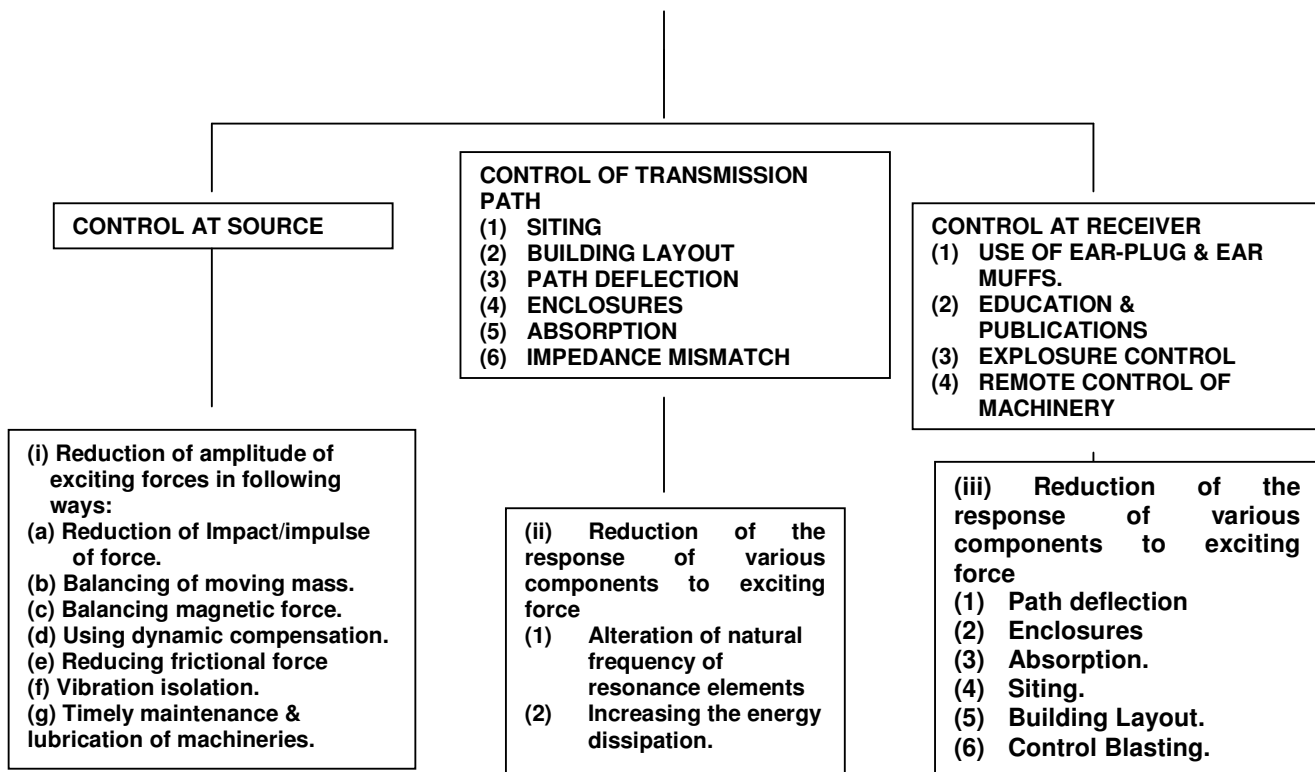 CONTROL AT SOURCE
(i) Reduction of amplitude of
exciting forces in following
ways:
(a) Reduction of Impact/impulse
of force.
(b) Balancing of moving mass.
(c) Balancing magnetic force.
(d) Using dynamic compensation.
(e) Reducing frictional force
(f) Vibration isolation.
(g) Timely maintenance &
lubrication of machineries.
CONTROL OF TRANSMISSION
PATH
(1) SITING
(2) BUILDING LAYOUT
(3) PATH DEFLECTION
(4) ENCLOSURES
(5) ABSORPTION
(6) IMPEDANCE MISMATCH
(ii) Reduction of the
response of various
components to exciting
force
(1) Alteration of natural
frequency of
resonance elements
(2) Increasing the energy
dissipation.
CONTROL AT RECEIVER
(1) USE OF EAR-PLUG & EAR
MUFFS.
(2) EDUCATION &
PUBLICATIONS
(3) EXPLOSURE CONTROL
(4) REMOTE CONTROL OF
MACHINERY
(iii) Reduction of the
response of various
components to exciting
force
(1) Path deflection
(2) Enclosures
(3) Absorption.
(4) Siting.
(5) Building Layout.
(6) Control Blasting.